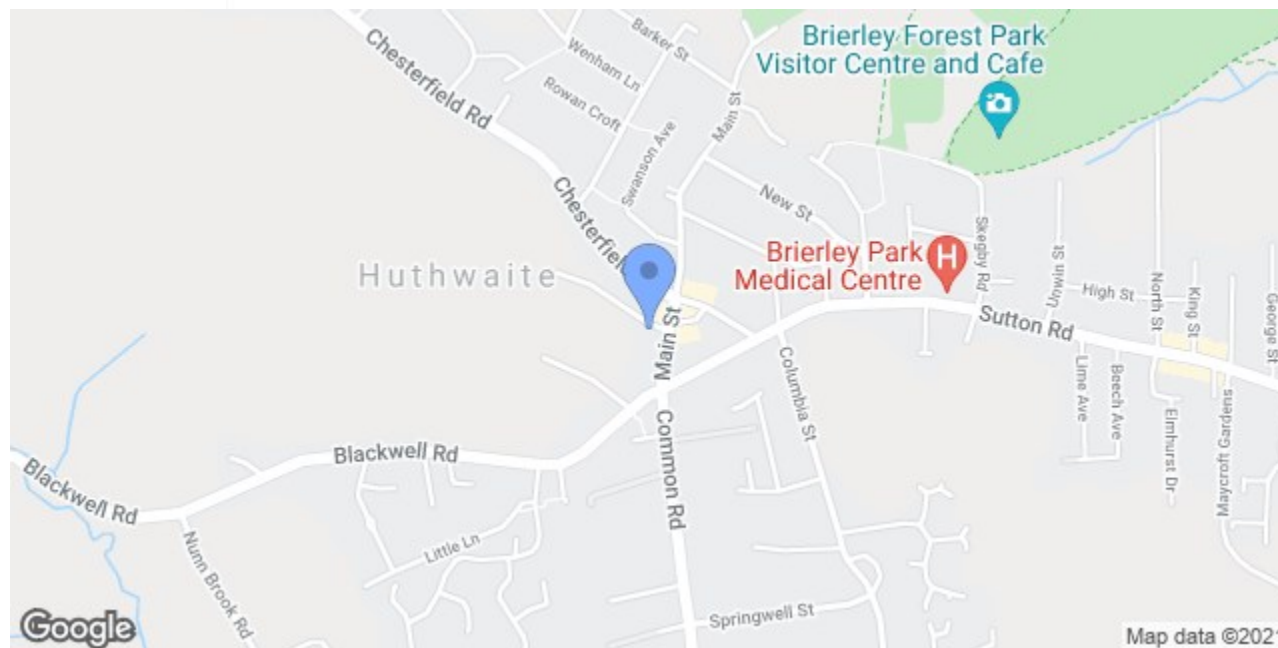 Chesterfield Rd
Wenham Ln
Barker St
Rowan Croft
Swanson Ave
Main St
Brierley Forest Park
Visitor Centre and Cafe
Chesterfield
New St
Huthwaite
Brierley Park
Medical Centre
H
Skegby Rd
Unwin St
High St
North St
King St
George St
Sutton Rd
Main St
Columbia St
Lime Ave
Beech Ave
Elmhurst Dr
Maycroft Gardens
Blackwell Rd
Common Rd
Blackwell Rd
Nunn Brook Rd
Little Ln
Springwell St
Google
Map data ©2021